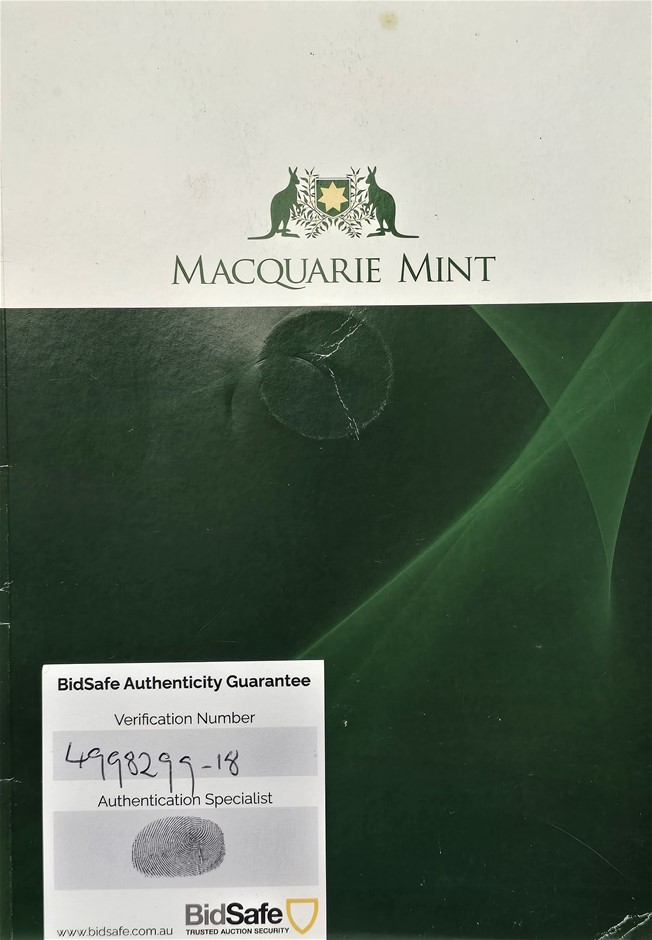 MACQUARIE MINT
BidSafe Authenticity Guarantee
Verification Number
4998299-18
Authentication Specialist
www.bidsafe.com.au
BidSafe
TRUSTED AUCTION SECURITY